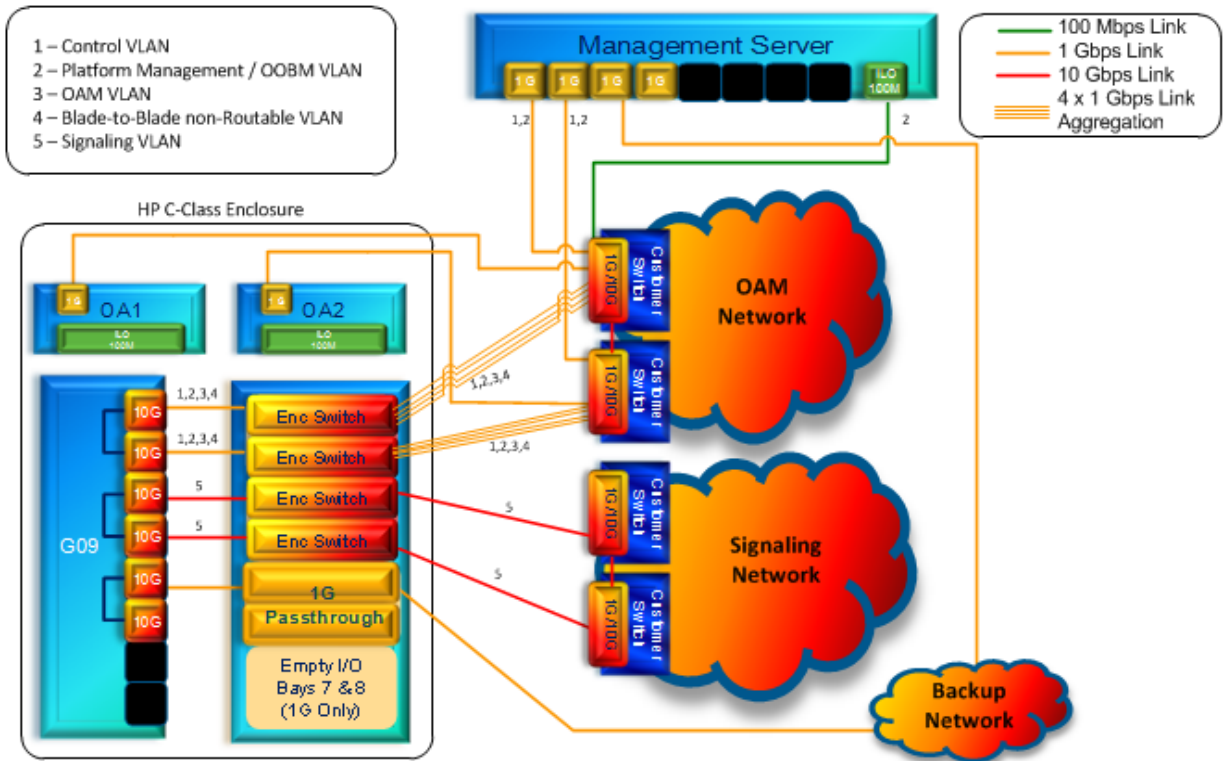 1 – Control VLAN
2 – Platform Management / OOBM VLAN
3 – OAM VLAN
4 – Blade-to-Blade non-Routable VLAN
5 – Signaling VLAN
Management Server
1G
1G
1G
1G
ILO
100M
100 Mbps Link
1 Gbps Link
10 Gbps Link
4 x 1 Gbps Link
Aggregation
1,2
1,2
2
HP C-Class Enclosure
1G
OA1
ILO
100M
1G
OA2
ILO
100M
1G/10G
Customer
Switch
1G/10G
Customer
Switch
OAM
Network
1,2,3,4
1,2,3,4
G09
10G
10G
10G
10G
10G
10G
1,2,3,4
1,2,3,4
5
5
Enc Switch
Enc Switch
Enc Switch
Enc Switch
1G
Passthrough
Empty I/O
Bays 7 &8
(1G Only)
5
5
1G/10G
Customer
Switch
1G/10G
Customer
Switch
Signaling
Network
Backup
Network